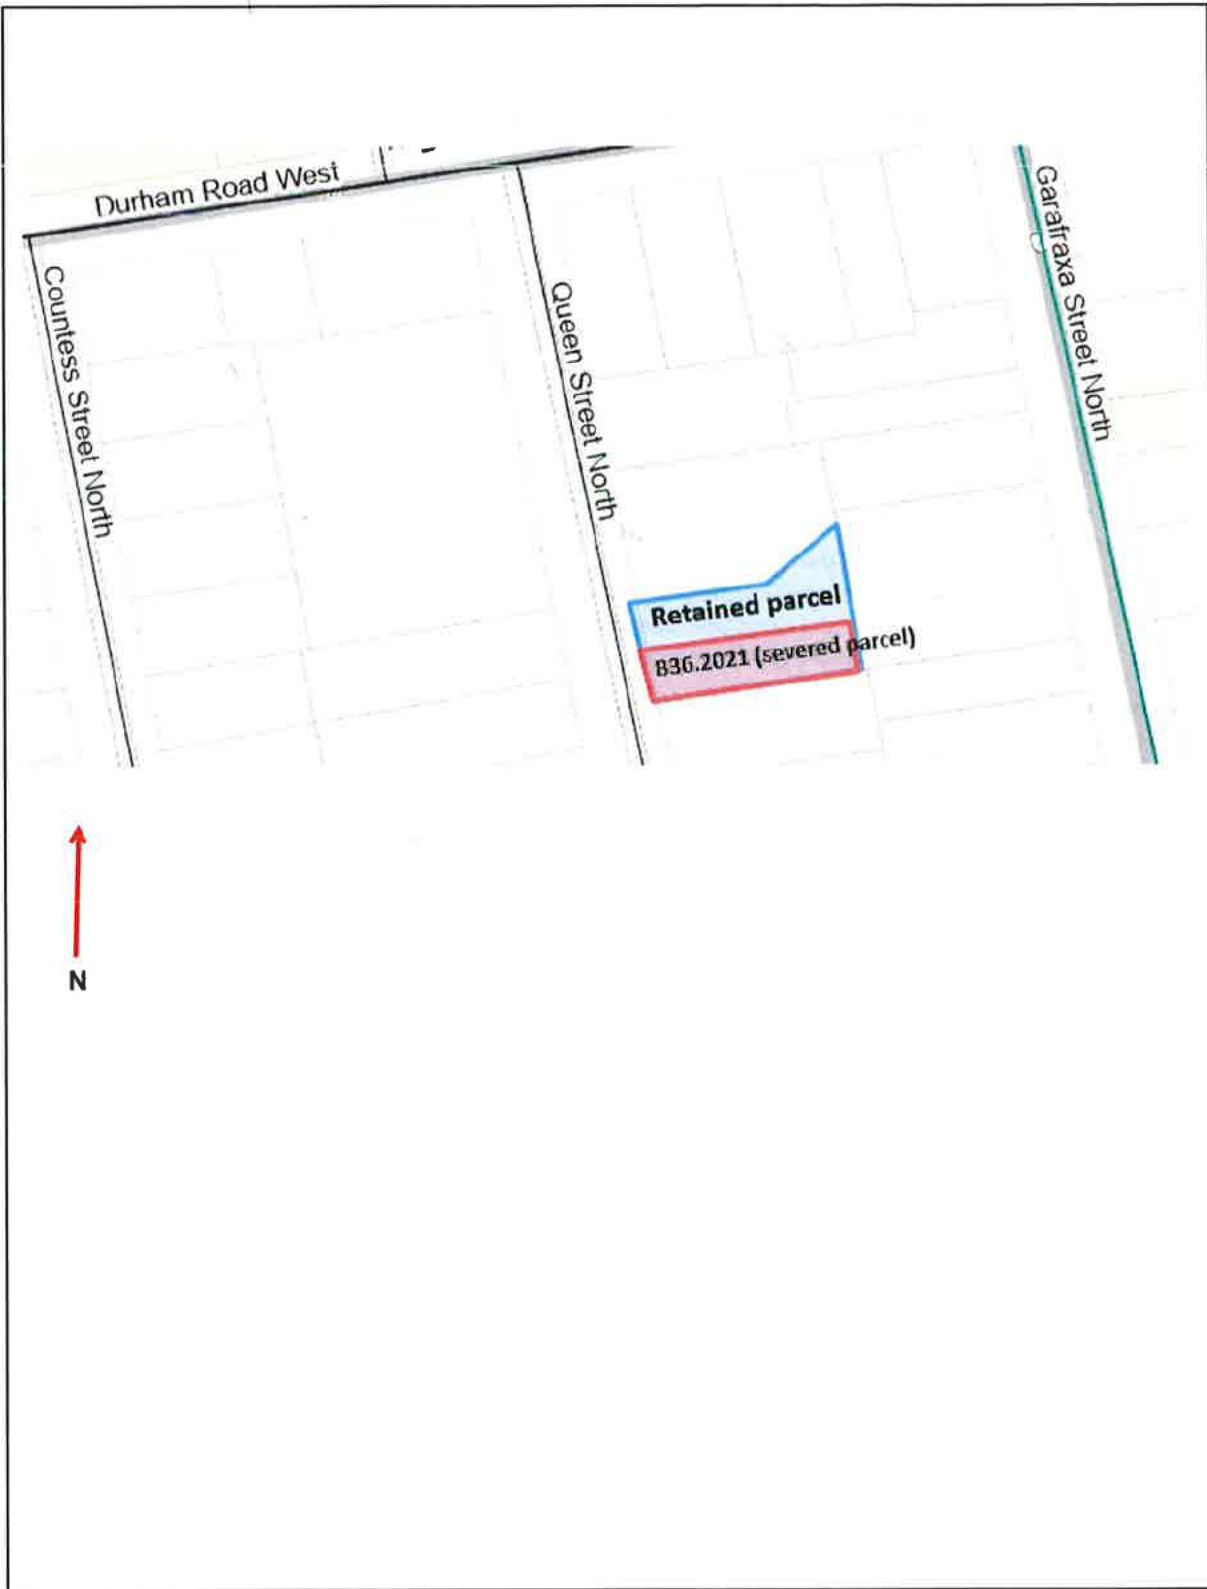 Durham Road West
Countess Street North
Queen Street North
Garafraxa Street North
Retained parcel
B36.2021 (severed parcel)
N